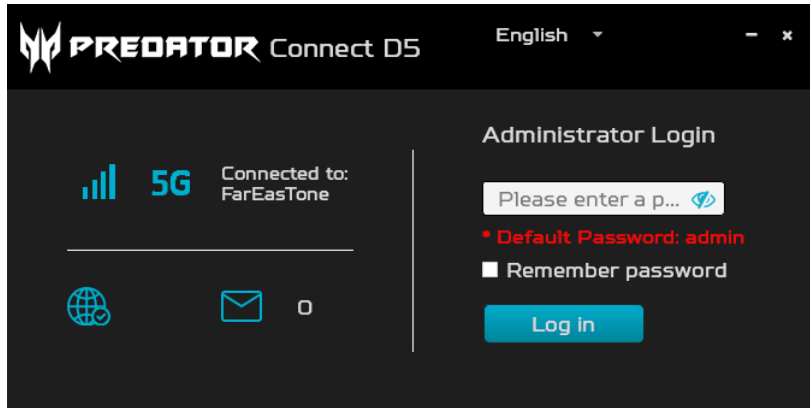 PREDATOR Connect D5
English
Connected to:
FarEasTone
5G
0
Administrator Login
Please enter a p...
* Default Password: admin
Remember password
Log in